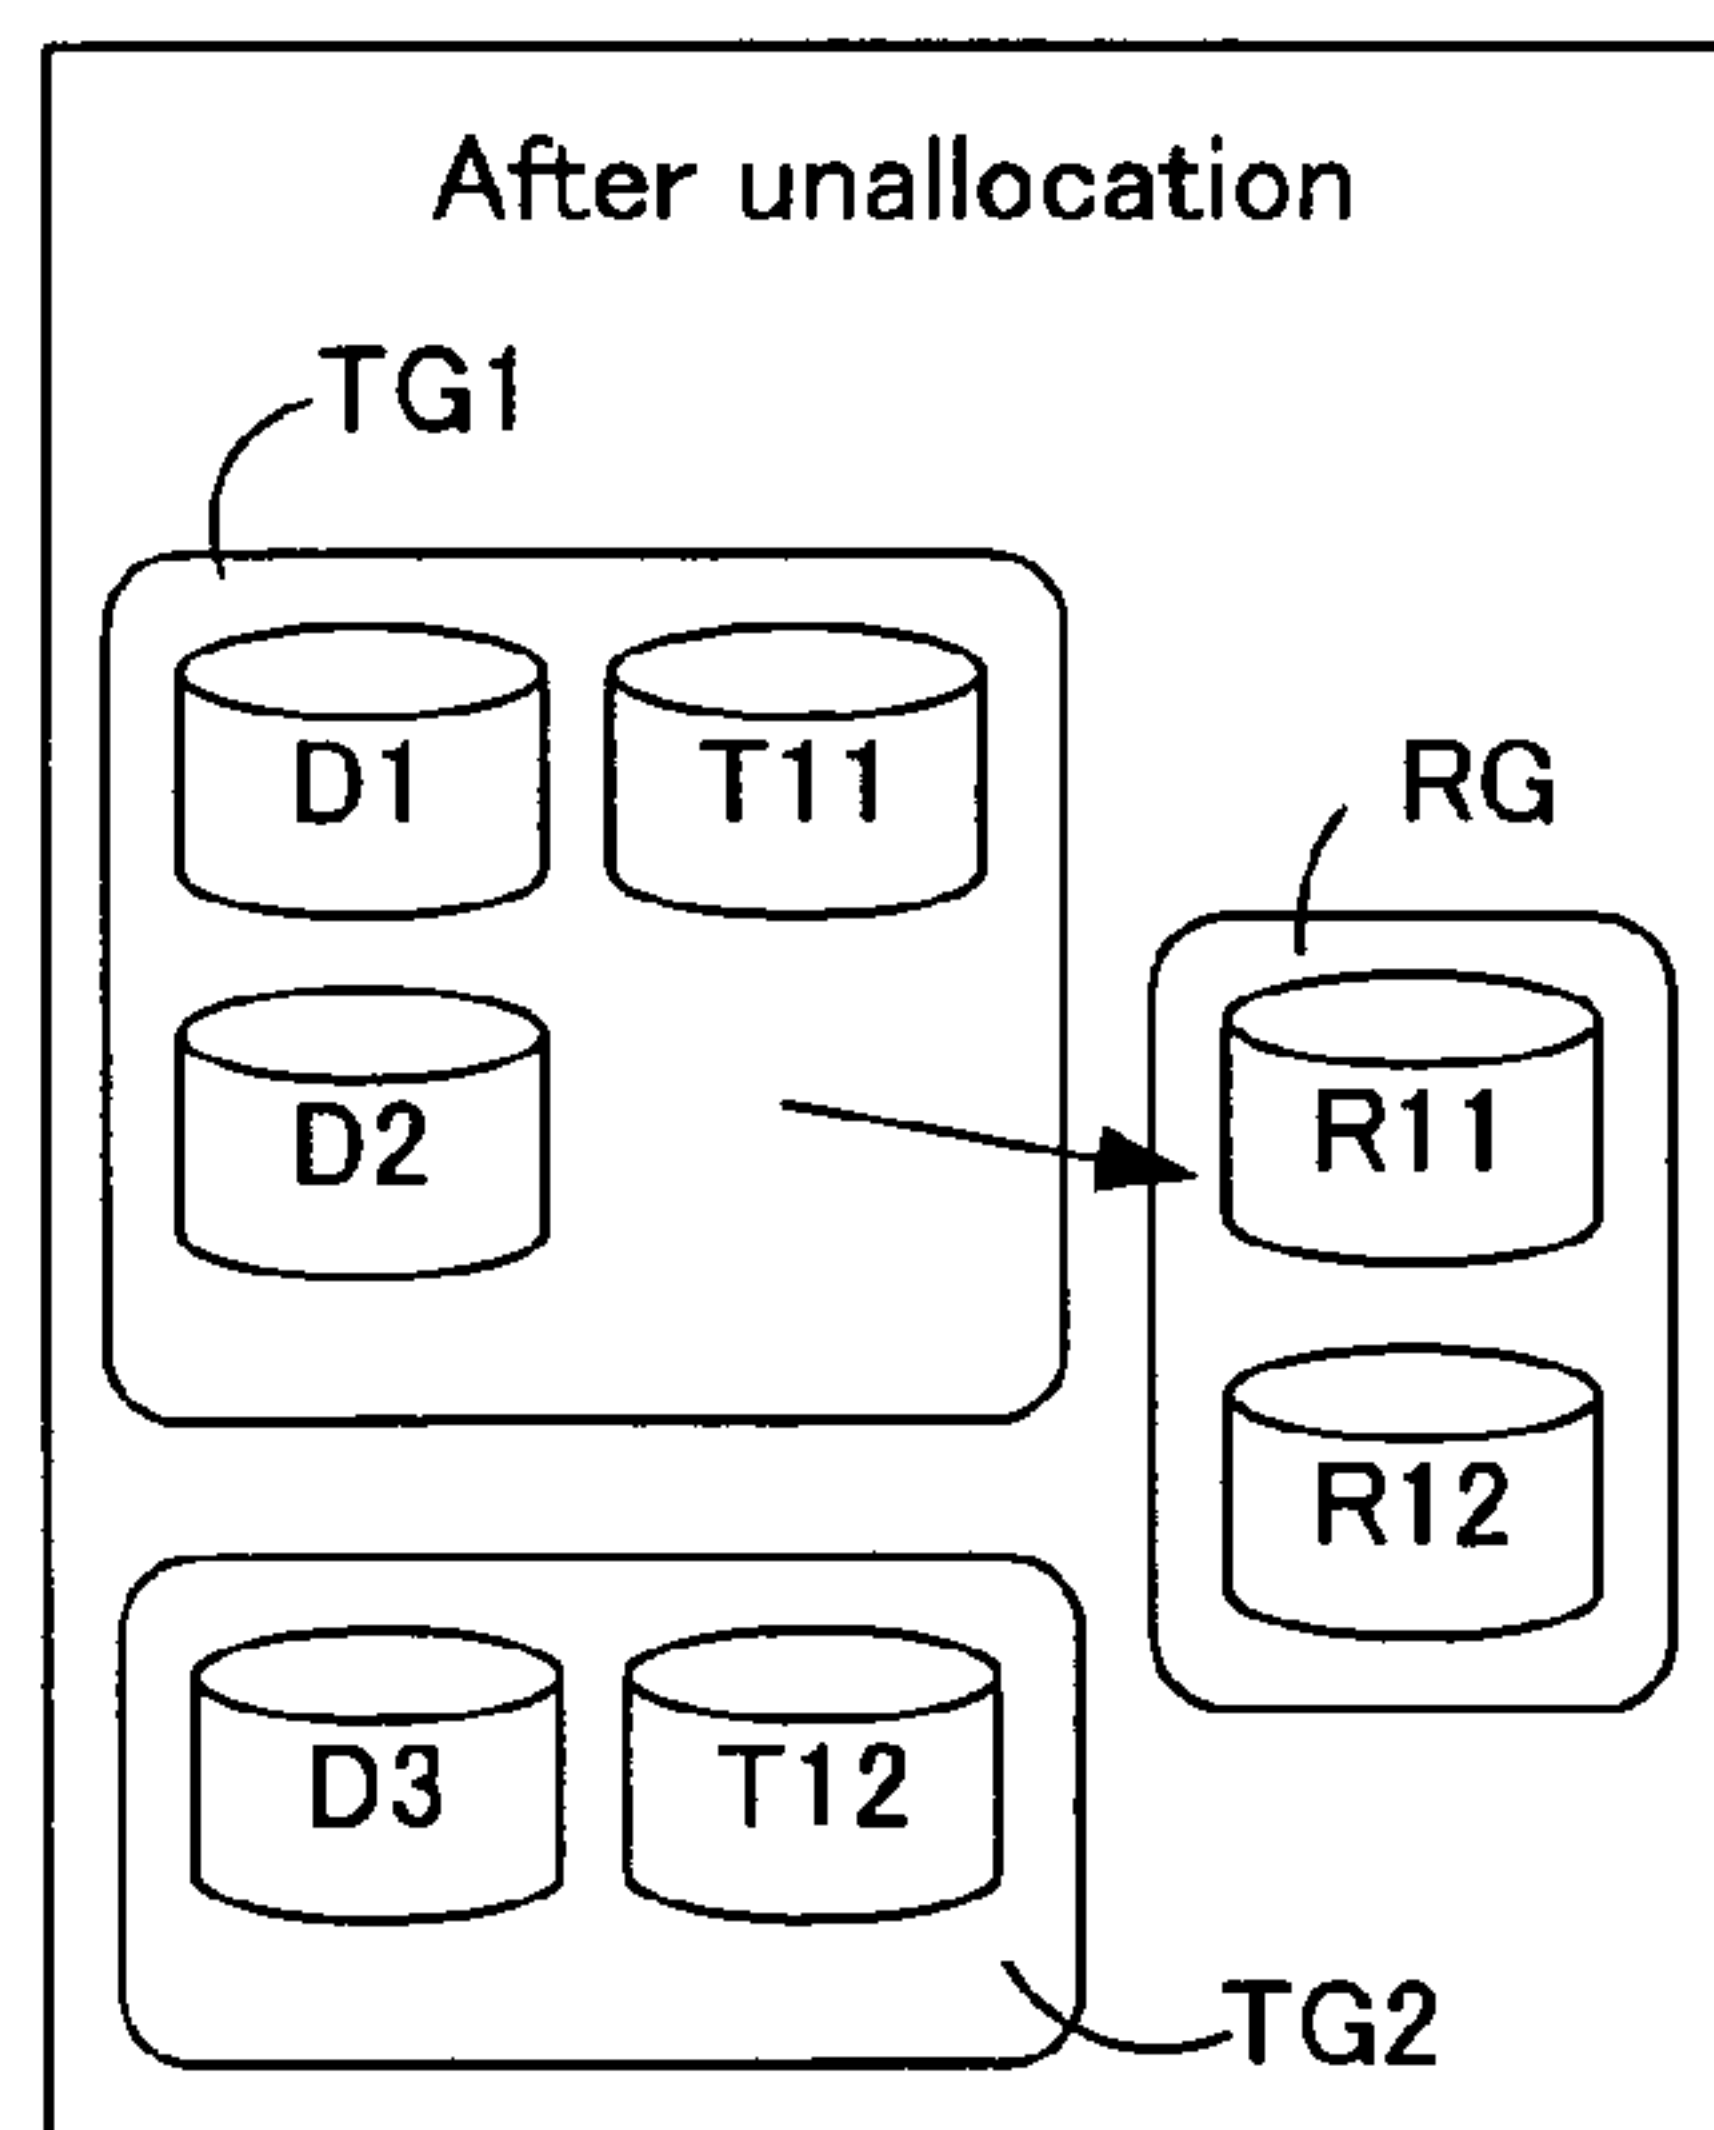 After unallocation
TG1
D1
T11
RG
D2
R11
R12
D3
T12
TG2